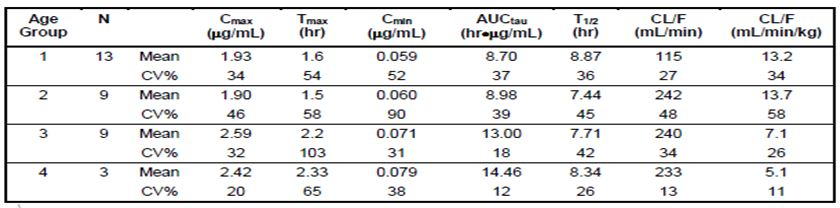 Age Group N Cmax (µg/mL) Tmax (hr) Cmin (µg/mL) AUCtau (hr•µg/mL) T1/2 (hr) CL/F (mL/min) CL/F (mL/min/kg)
1 13 Mean 1.93 1.6 0.059 8.70 8.87 115 13.2
CV% 34 54 52 37 36 27 34
2 9 Mean 1.90 1.5 0.060 8.98 7.44 242 13.7
CV% 46 58 90 39 45 48 58
3 9 Mean 2.59 2.2 0.071 13.00 7.71 240 7.1
CV% 32 103 31 18 42 34 26
4 3 Mean 2.42 2.33 0.079 14.46 8.34 233 5.1
CV% 20 65 38 12 26 13 11